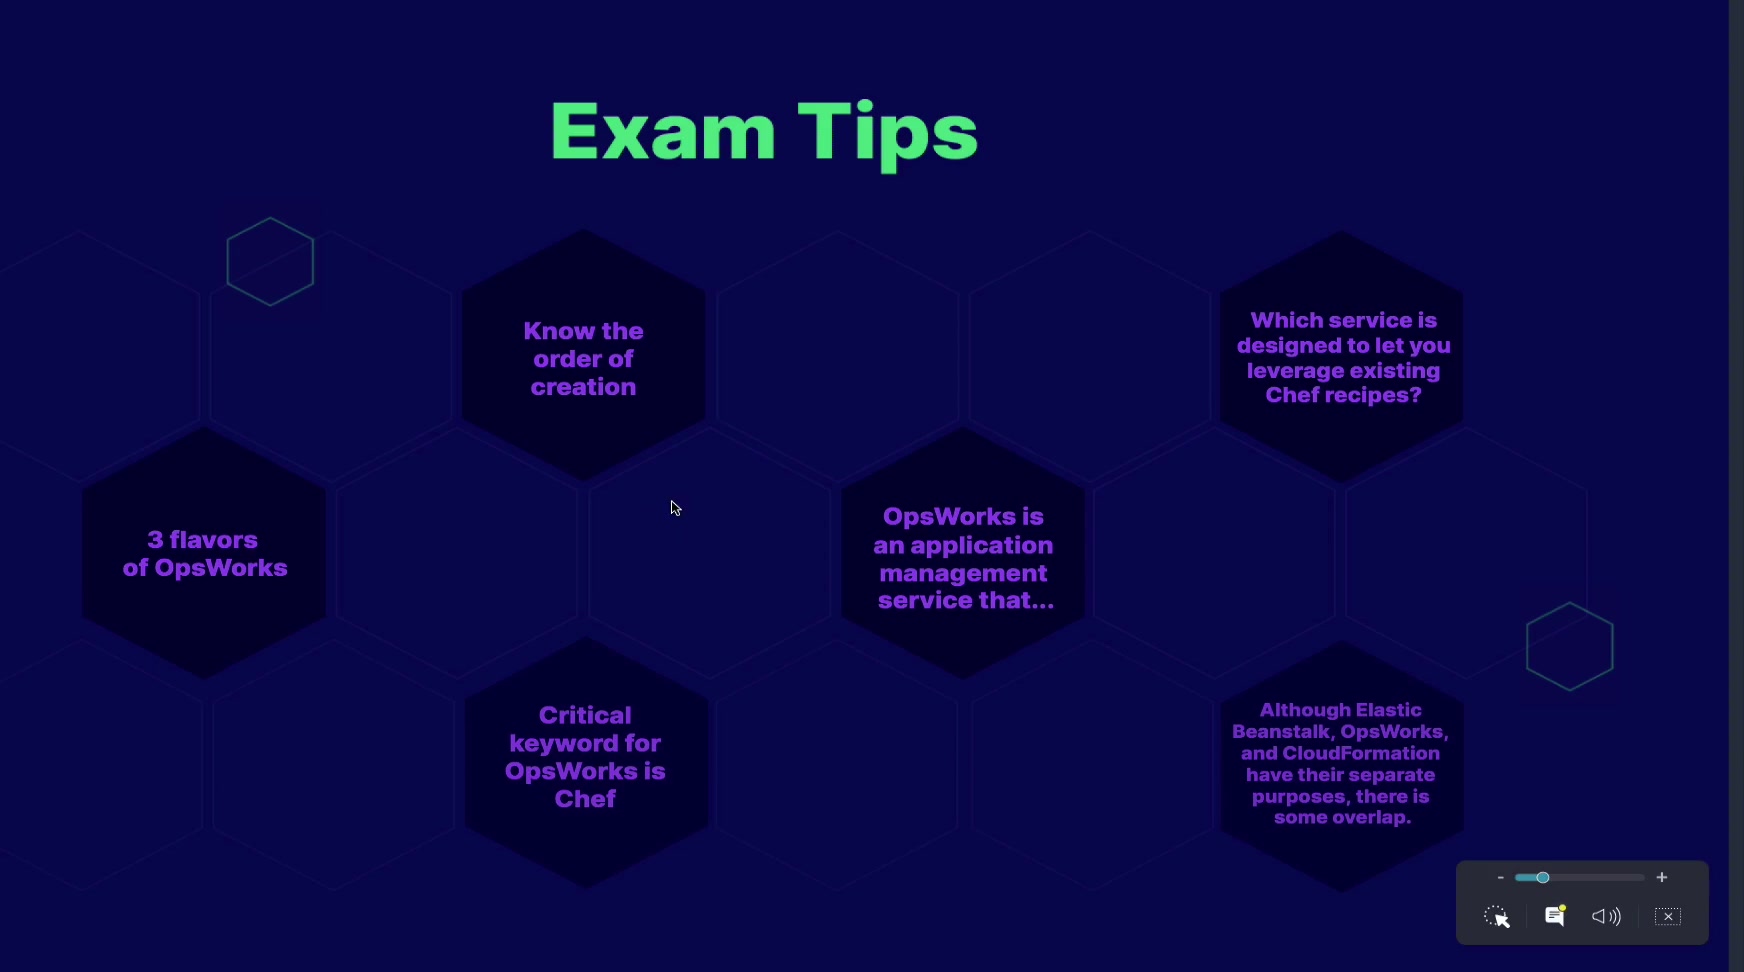 Exam Tips
Know the
order of
creation
Which service is
designed to let you
leverage existing
Chef recipes?
3 flavors
of OpsWorks
OpsWorks is
an application
management
service that...
Critical
keyword for
OpsWorks is
Chef
Although Elastic
Beanstalk, OpsWorks,
and CloudFormation
have their separate
purposes, there is
some overlap.
- +